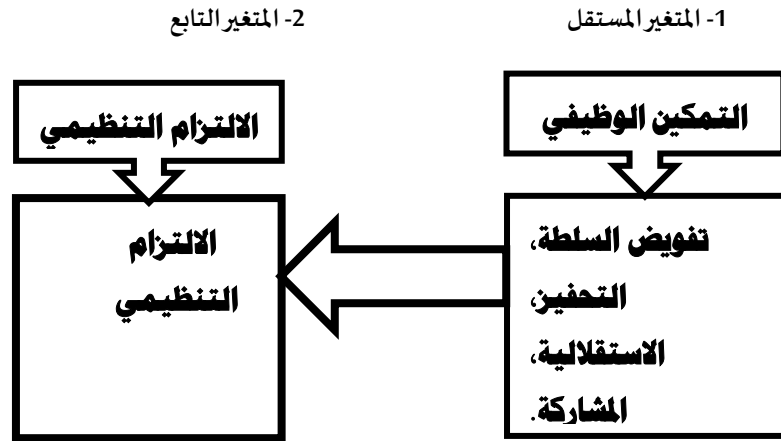 1- المتغير المستقل
2- المتغير التابع
التمكين الوظيفي
الالتزام التنظيمي
تفويض السلطة،
التحفيز،
الاستقلالية،
المشاركة.
الالتزام
التنظيمي